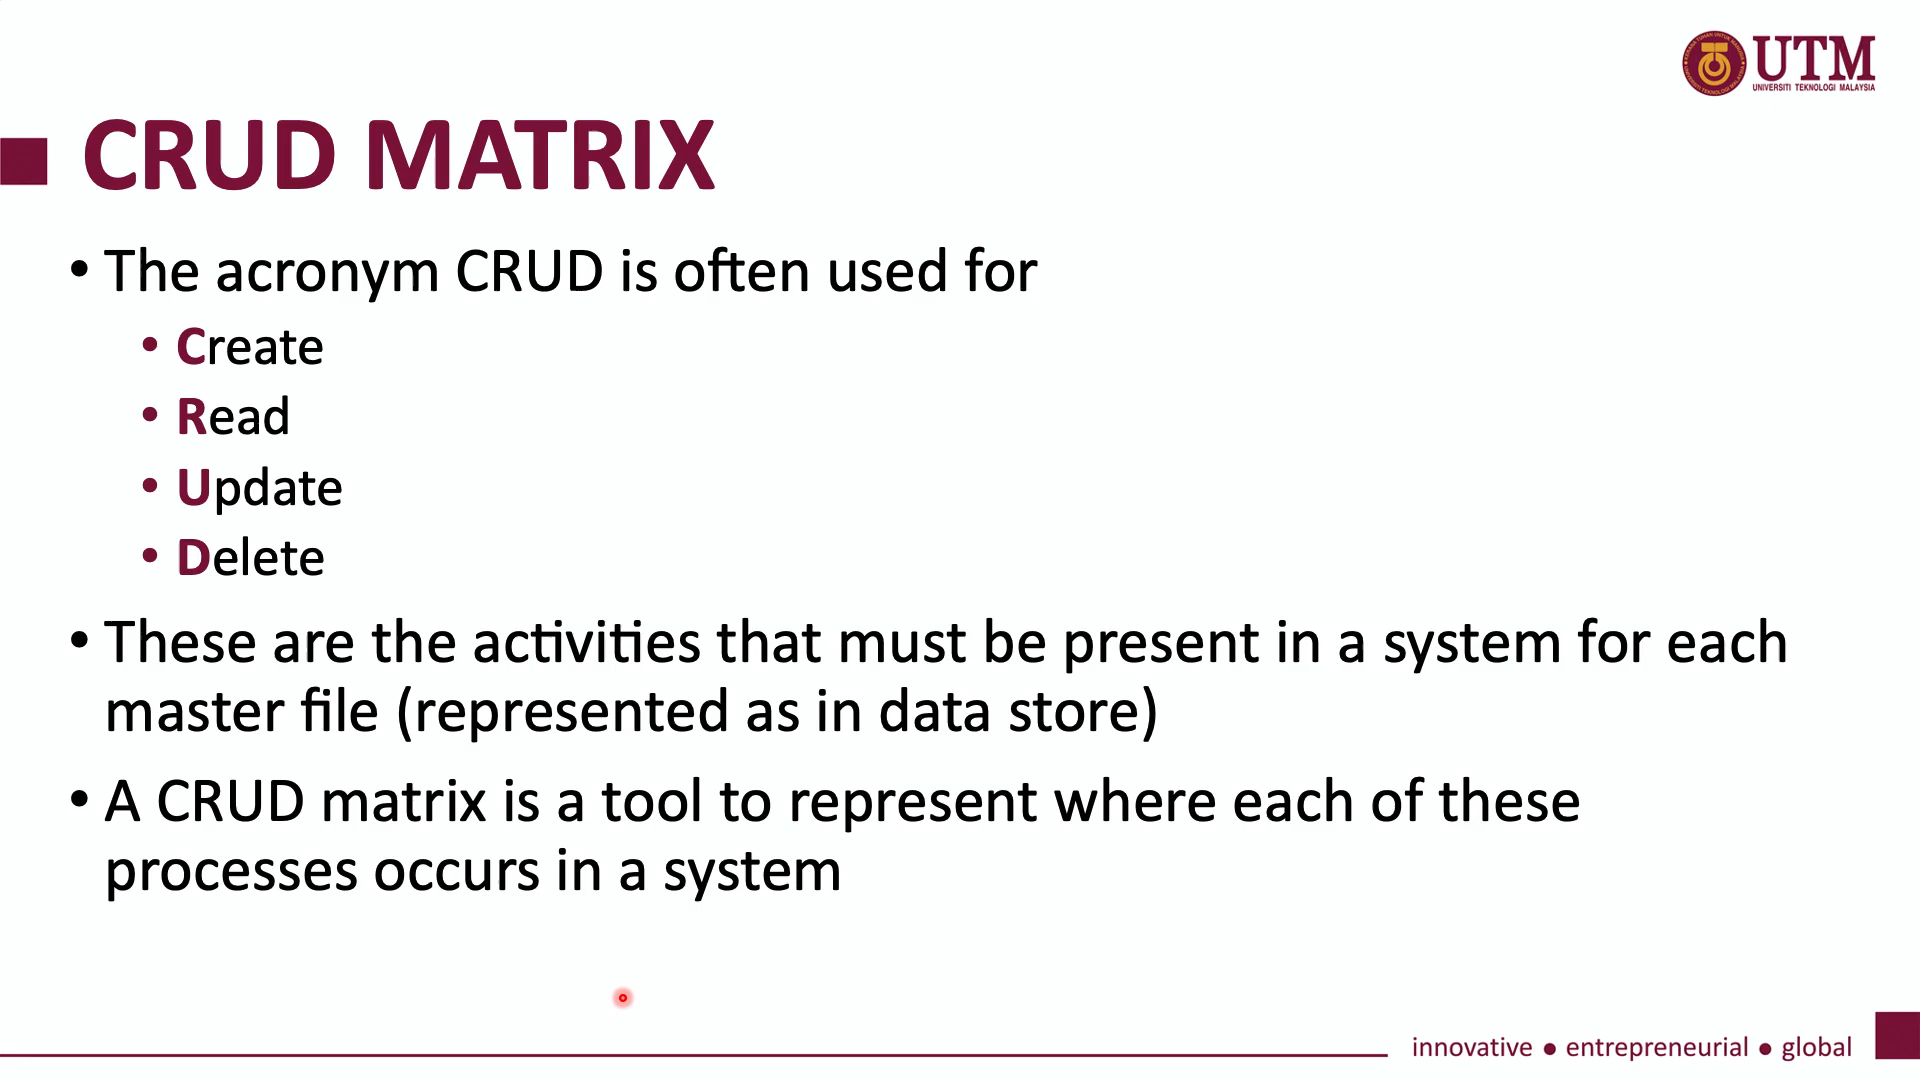 UTM
UNIVERSITI TEKNOLOGI MALAYSIA
CRUD MATRIX
• The acronym CRUD is often used for
• Create
• Read
• Update
• Delete
• These are the activities that must be present in a system for each
master file (represented as in data store)
• A CRUD matrix is a tool to represent where each of these
processes occurs in a system
innovative ● entrepreneurial ● global